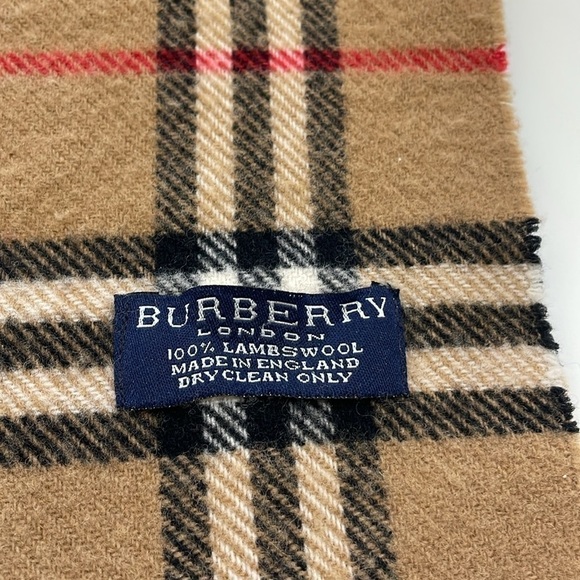 BURBERRY
LONDON
100% LAMBSWOOL
MADE IN ENGLAND
DRY CLEAN ONLY